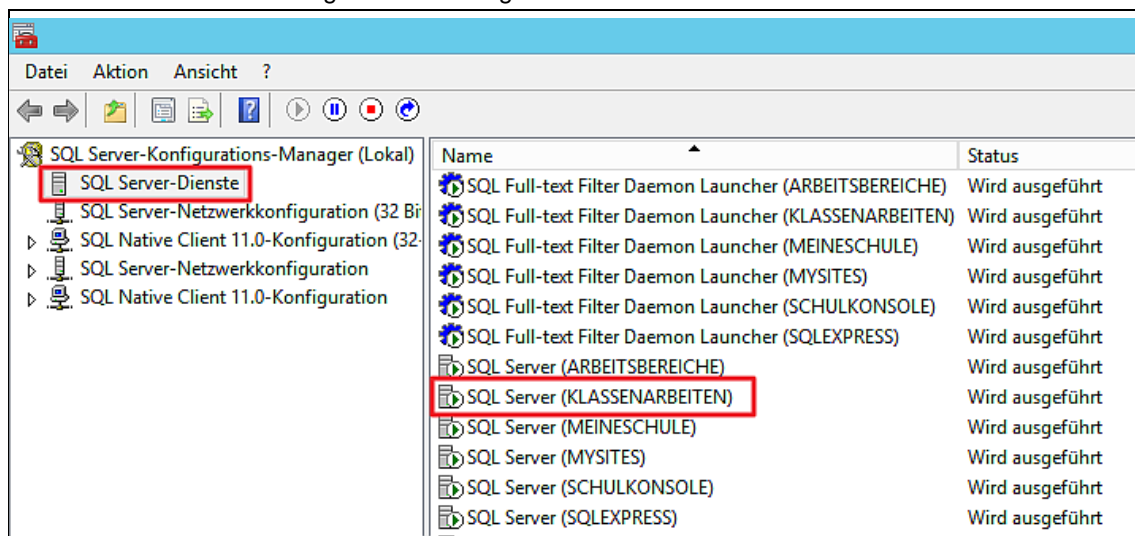 Datei Aktion Ansicht ?
SQL Server-Konfigurations-Manager (Lokal)
SQL Server-Dienste
SQL Server-Netzwerkkonfiguration (32 Bi
SQL Native Client 11.0-Konfiguration (32-
SQL Server-Netzwerkkonfiguration
SQL Native Client 11.0-Konfiguration
Name Status
SQL Full-text Filter Daemon Launcher (ARBEITSBEREICHE) Wird ausgeführt
SQL Full-text Filter Daemon Launcher (KLASSENARBEITEN) Wird ausgeführt
SQL Full-text Filter Daemon Launcher (MEINESCHULE) Wird ausgeführt
SQL Full-text Filter Daemon Launcher (MYSITES) Wird ausgeführt
SQL Full-text Filter Daemon Launcher (SCHULKONSOLE) Wird ausgeführt
SQL Full-text Filter Daemon Launcher (SQLEXPRESS) Wird ausgeführt
SQL Server (ARBEITSBEREICHE) Wird ausgeführt
SQL Server (KLASSENARBEITEN) Wird ausgeführt
SQL Server (MEINESCHULE) Wird ausgeführt
SQL Server (MYSITES) Wird ausgeführt
SQL Server (SCHULKONSOLE) Wird ausgeführt
SQL Server (SQLEXPRESS) Wird ausgeführt